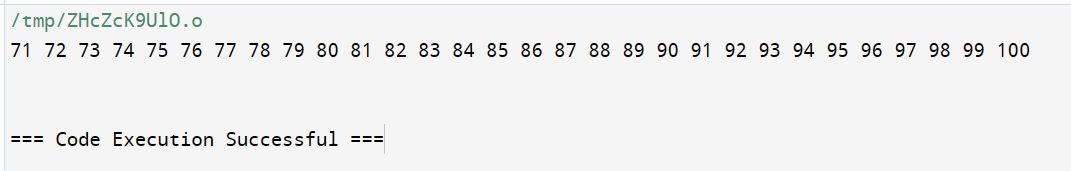 /tmp/ZHcZcK9UlO.o
71 72 73 74 75 76 77 78 79 80 81 82 83 84 85 86 87 88 89 90 91 92 93 94 95 96 97 98 99 100
=== Code Execution Successful ===